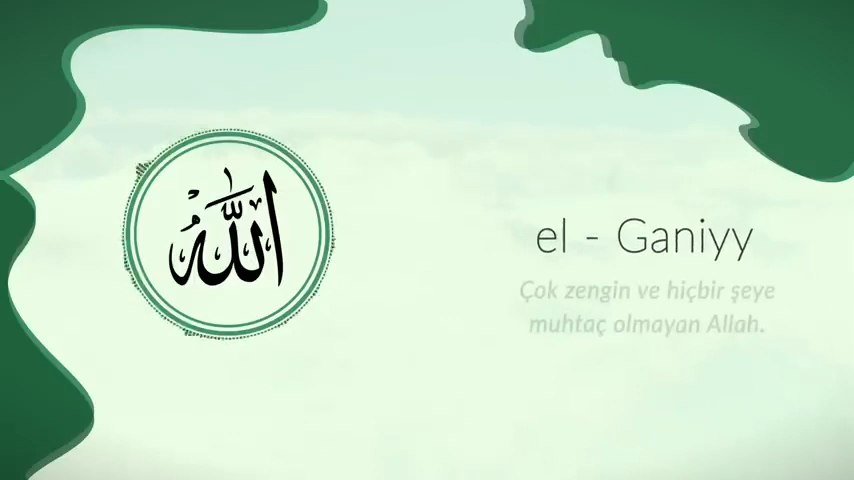 الله
el - Ganiyy
Çok zengin ve hiçbir şeye
muhtaç olmayan Allah.